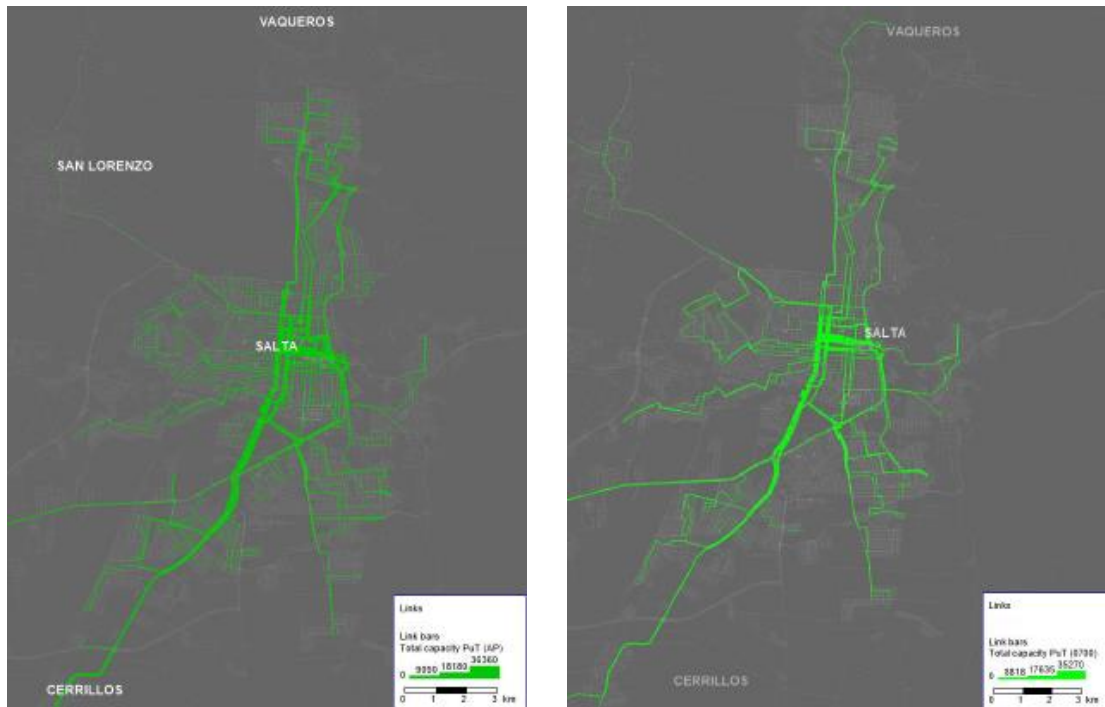 VAQUEROS
SAN LORENZO
SALTA
CERRILLOS
Links
Link bars
Total capacity PuT (AP)
0 9090 18180 36360
0 1 2 3 km
VAQUEROS
SALTA
CERRILLOS
Links
Link bars
Total capacity PuT (0700)
0 8818 17635 35270
0 1 2 3 km